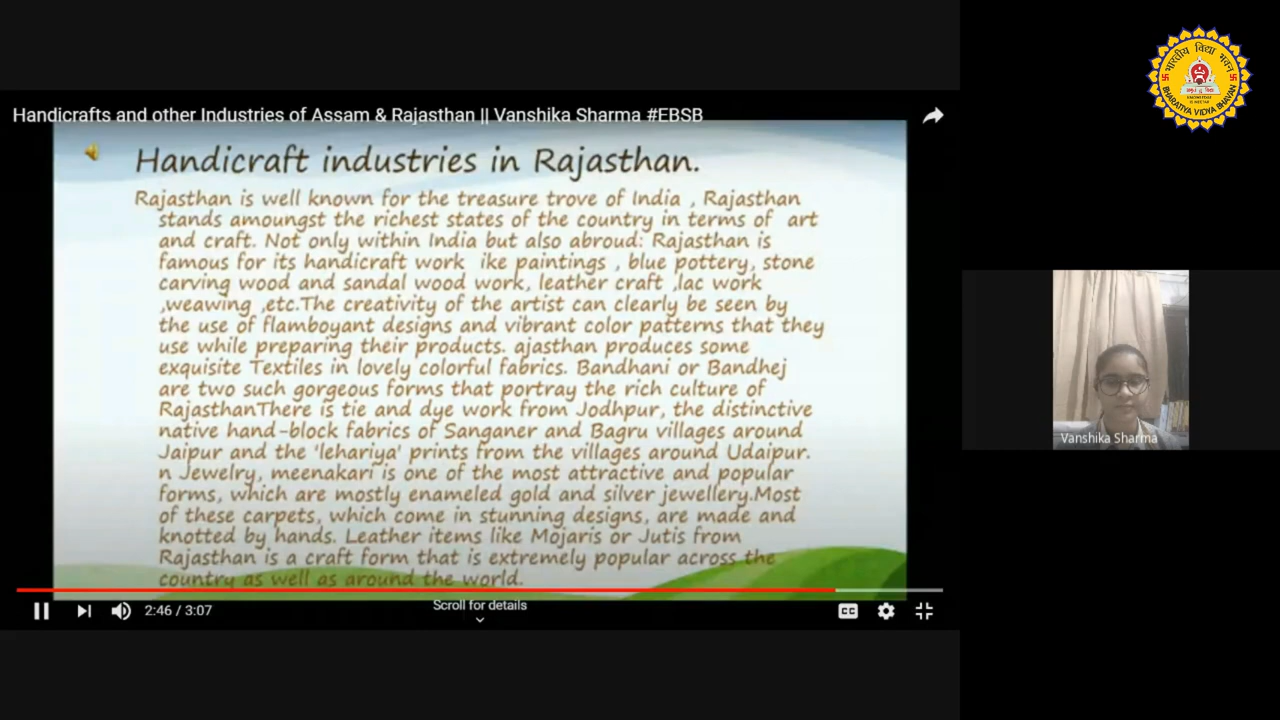 Handicrafts and other Industries of Assam & Rajasthan || Vanshika Sharma #EBSB
Handicraft industries in Rajasthan.
Rajasthan is well known for the treasure trove of India , Rajasthan
stands amoungst the richest states of the country in terms of art
and craft. Not only within India but also abroud: Rajasthan is
famous for its handicraft work ike paintings , blue pottery, stone
carving wood and sandal wood work, leather craft ,lac work
,weawing ,etc.The creativity of the artist can clearly be seen by
the use of flamboyant designs and vibrant color patterns that they
use while preparing their products. ajasthan produces some
exquisite Textiles in lovely colorful fabrics. Bandhani or Bandhej
are two such gorgeous forms that portray the rich culture of
RajasthanThere is tie and dye work from Jodhpur, the distinctive
native hand-block fabrics of Sanganer and Bagru villages around
Jaipur and the 'lehariya' prints from the villages around Udaipur.
n Jewelry, meenakari is one of the most attractive and popular
forms, which are mostly enameled gold and silver jewellery.Most
of these carpets, which come in stunning designs, are made and
knotted by hands. Leather items like Mojaris or Jutis from
Rajasthan is a craft form that is extremely popular across the
country as well as around the world.
2:46 / 3:07
Scroll for details
CC
भारतीय विद्या भवन
BHARATIYA VIDYA BHAVAN
Vanshika Sharma